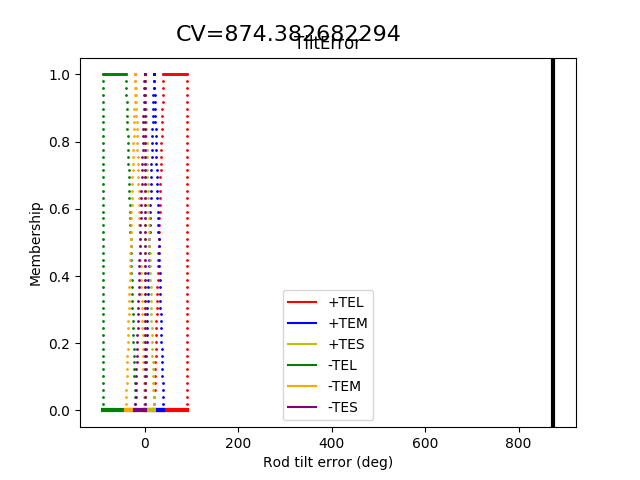 CV=874.382682294
TiltError
1.0
0.8
0.6
0.4
0.2
0.0
Membership
+TEL
+TEM
+TES
-TEL
-TEM
-TES
0
200
400
600
800
Rod tilt error (deg)